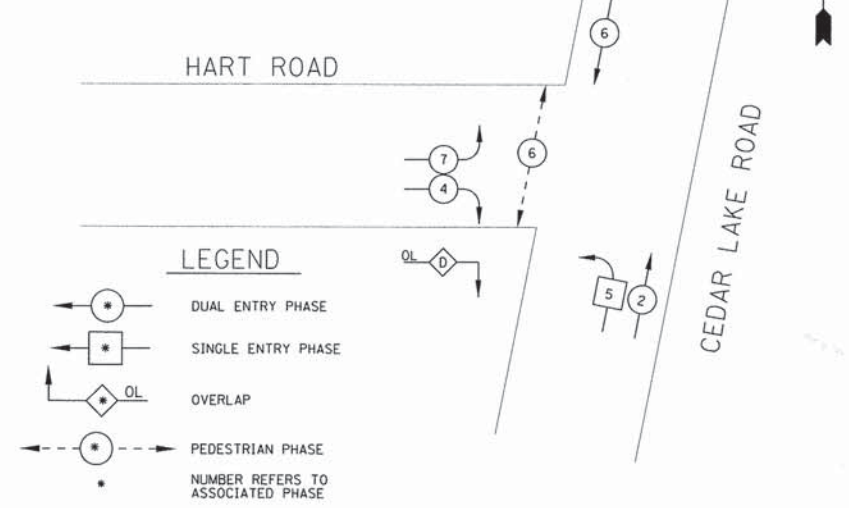 6
HART ROAD
7
6
4
CEDAR LAKE ROAD
LEGEND
OL D
5 2
* DUAL ENTRY PHASE
* SINGLE ENTRY PHASE
* OL OVERLAP
* PEDESTRIAN PHASE
* NUMBER REFERS TO
ASSOCIATED PHASE